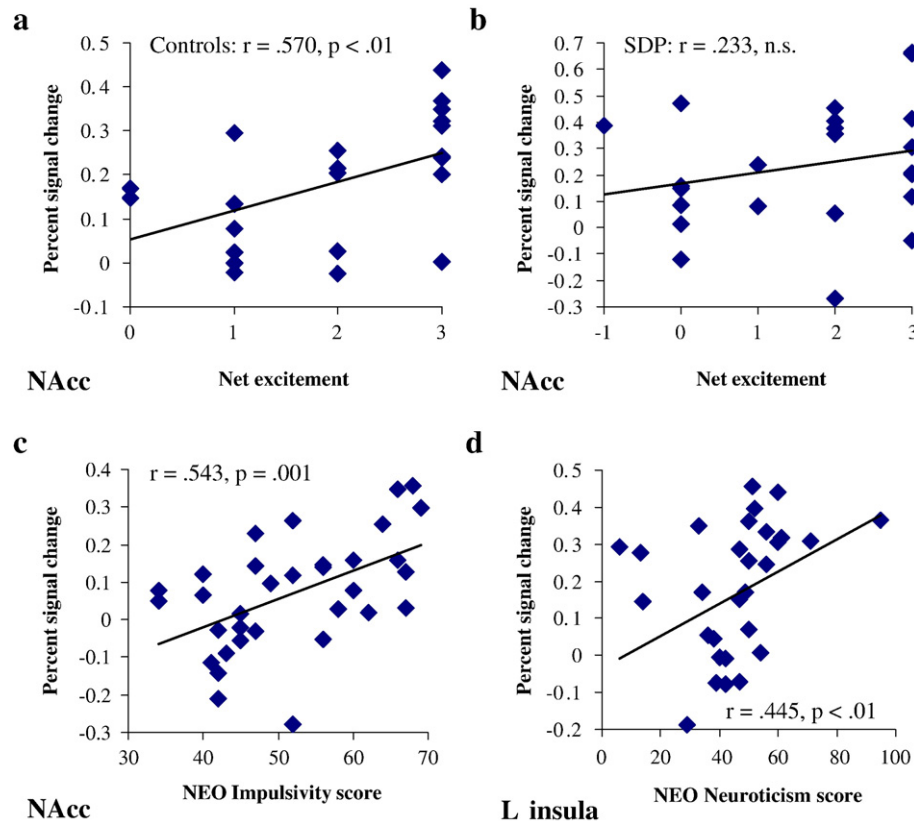 a
Controls: r = .570, p < .01
Percent signal change
0.5
0.4
0.3
0.2
0.1
0
-0.1
0 1 2 3
NAcc Net excitement
b
SDP: r = .233, n.s.
Percent signal change
0.7
0.6
0.5
0.4
0.3
0.2
0.1
0
-0.1
-0.2
-0.3
-1 0 1 2 3
NAcc Net excitement
c
r = .543, p = .001
Percent signal change
0.4
0.3
0.2
0.1
0
-0.1
-0.2
-0.3
30 40 50 60 70
NEO Impulsivity score
NAcc
d
Percent signal change
0.5
0.4
0.3
0.2
0.1
0
-0.1
0.2
r = .445, p < .01
0 20 40 60 80 100
NEO Neuroticism score
L insula